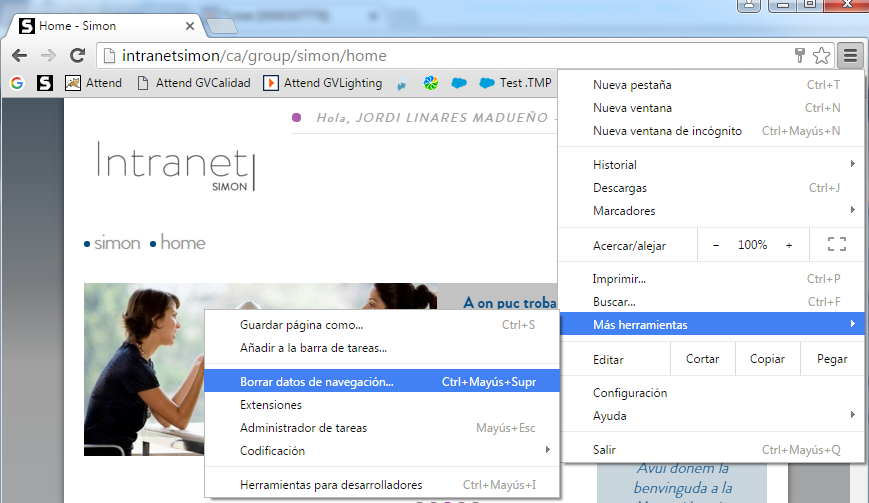 Home - Simon
intranetsimon/ca/group/simon/home
Attend
Attend GVCalidad
Attend GVLighting
Test .TMP
Hola, JORDI LINARES MADUEÑO -
Intranet
SIMON
simon
home
A on puc troba
Nueva pestaña Ctrl+T
Nueva ventana Ctrl+N
Nueva ventana de incógnito Ctrl+Mayús+N
Historial
Descargas Ctrl+J
Marcadores
Acercar/alejar − 100% +
Imprimir... Ctrl+P
Buscar... Ctrl+F
Más herramientas
Editar Cortar Copiar Pegar
Configuración
Ayuda
Salir Ctrl+Mayús+Q
Guardar página como... Ctrl+S
Añadir a la barra de tareas...
Borrar datos de navegación... Ctrl+Mayús+Supr
Extensiones
Administrador de tareas Mayús+Esc
Codificación
Herramientas para desarrolladores Ctrl+Mayús+I
Avui donem la
benvinguda a la